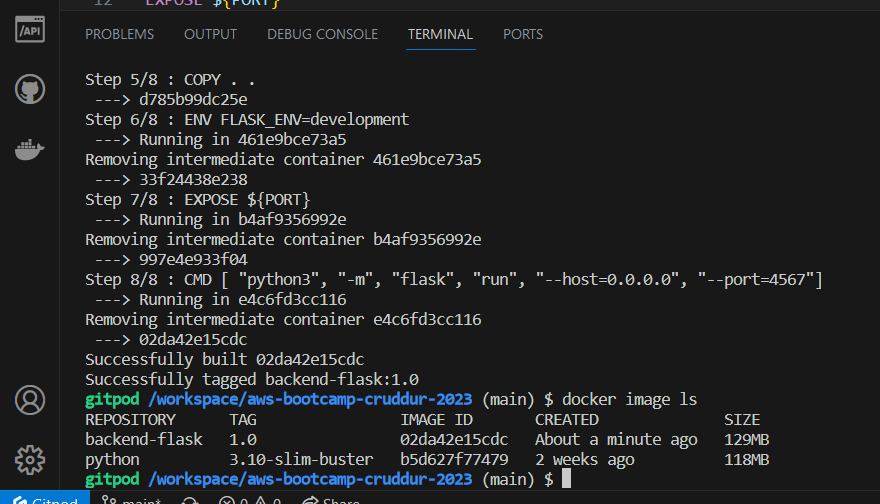 12 EXPOSE ${PORT}
/API
PROBLEMS OUTPUT DEBUG CONSOLE TERMINAL PORTS
Step 5/8 : COPY . .
---> d785b99dc25e
Step 6/8 : ENV FLASK_ENV=development
---> Running in 461e9bce73a5
Removing intermediate container 461e9bce73a5
---> 33f24438e238
Step 7/8 : EXPOSE ${PORT}
---> Running in b4af9356992e
Removing intermediate container b4af9356992e
---> 997e4e933f04
Step 8/8 : CMD [ "python3", "-m", "flask", "run", "--host=0.0.0.0", "--port=4567"]
---> Running in e4c6fd3cc116
Removing intermediate container e4c6fd3cc116
---> 02da42e15cdc
Successfully built 02da42e15cdc
Successfully tagged backend-flask:1.0
gitpod /workspace/aws-bootcamp-cruddur-2023 (main) $ docker image ls
REPOSITORY TAG IMAGE ID CREATED SIZE
backend-flask 1.0 02da42e15cdc About a minute ago 129MB
python 3.10-slim-buster b5d627f77479 2 weeks ago 118MB
gitpod /workspace/aws-bootcamp-cruddur-2023 (main) $
Gitpod main* 0 0 Share